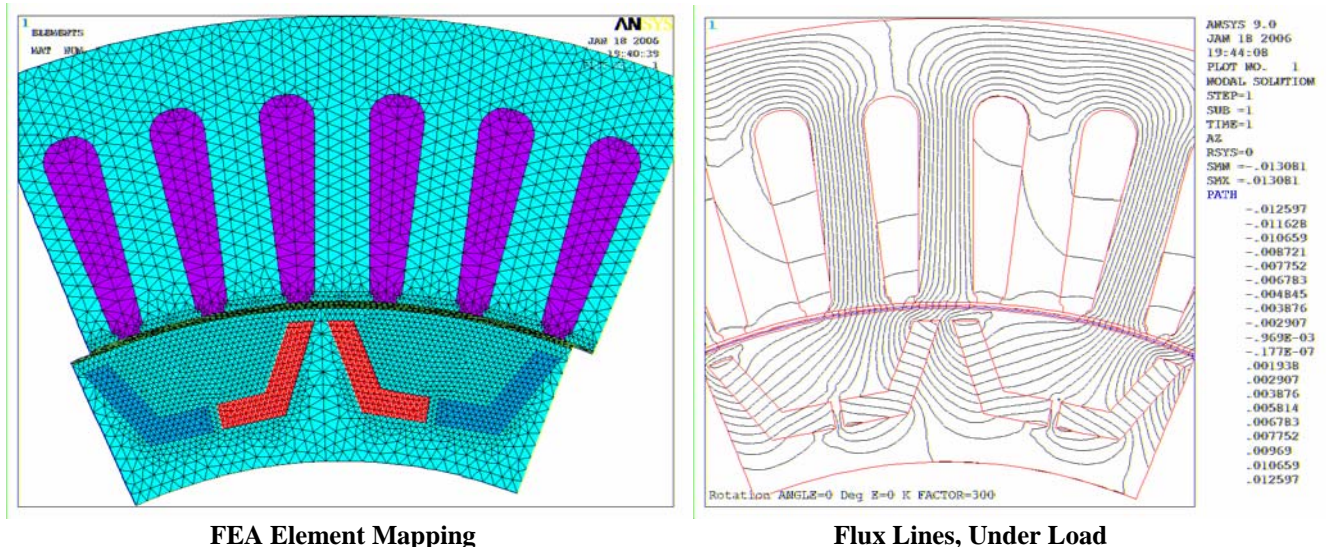 1
ELEMENTS
MAT NUM
ANSYS
JAN 18 2006
19:40:39
1
1
Rotation ANGLE=0 Deg E=0 K FACTOR=300
ANSYS 9.0
JAN 18 2006
19:44:08
PLOT NO. 1
NODAL SOLUTION
STEP=1
SUB =1
TIME=1
AZ
RSYS=0
SMN =-.013081
SMX =.013081
PATH
-.012597
-.011628
-.010659
-.008721
-.007752
-.006783
-.004845
-.003876
-.002907
-.969E-03
-.177E-07
.001938
.002907
.003876
.005814
.006783
.007752
.00969
.010659
.012597
FEA Element Mapping
Flux Lines, Under Load